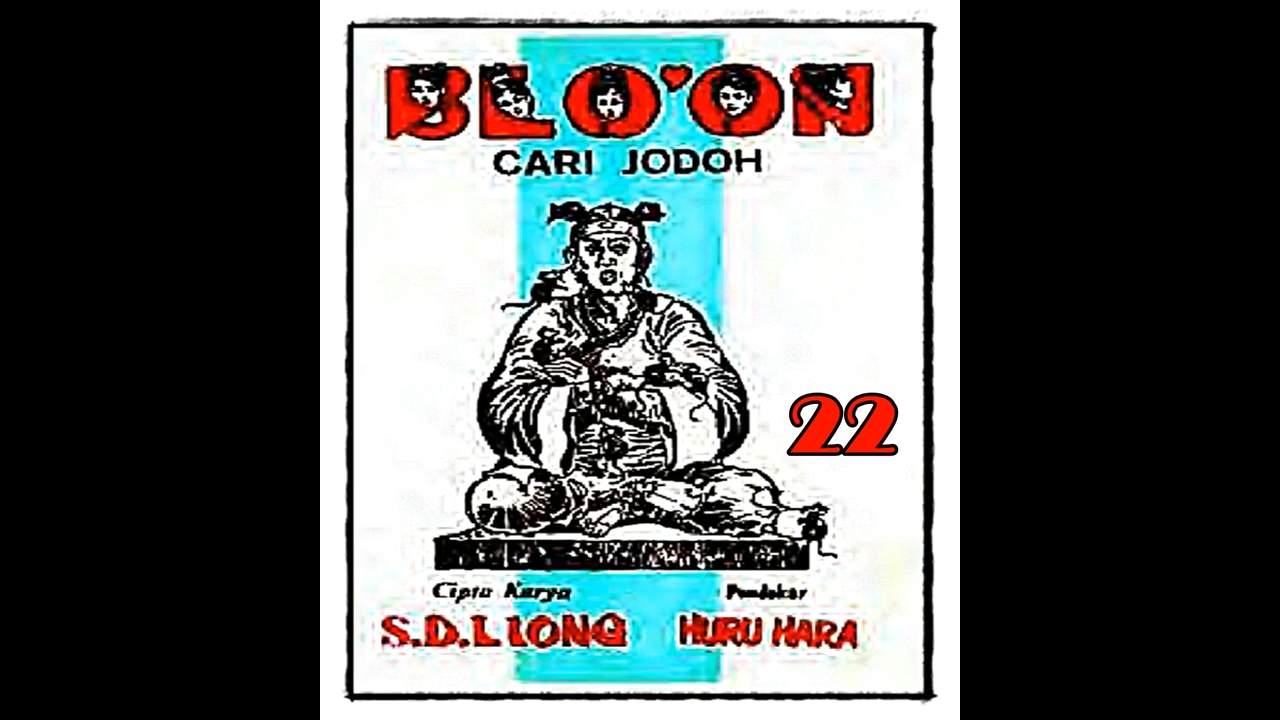 BLO'ON
CARI JODOH
22
Cipta Karya
Pendekar
S.D.LIONG
HURU HARA